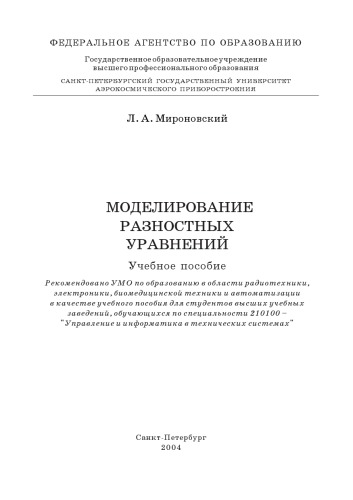 ФЕДЕРАЛЬНОЕ АГЕНТСТВО ПО ОБРАЗОВАНИЮ
Государственное образовательное учреждение
высшего профессионального образования
САНКТ-ПЕТЕРБУРГСКИЙ ГОСУДАРСТВЕННЫЙ УНИВЕРСИТЕТ
АЭРОКОСМИЧЕСКОГО ПРИБОРОСТРОЕНИЯ
Л. А. Мироновский
МОДЕЛИРОВАНИЕ
РАЗНОСТНЫХ
УРАВНЕНИЙ
Учебное пособие
Рекомендовано УМО по образованию в области радиотехники,
электроники, биомедицинской техники и автоматизации
в качестве учебного пособия для студентов высших учебных
заведений, обучающихся по специальности 210100 –
"Управление и информатика в технических системах"
Санкт-Петербург
2004